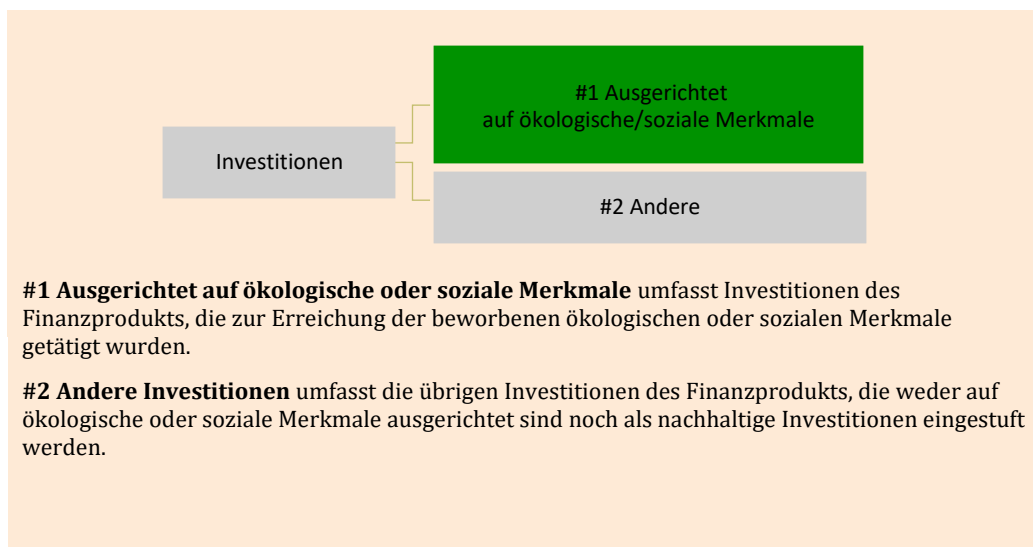 #1 Ausgerichtet
auf ökologische/soziale Merkmale
Investitionen
#2 Andere
#1 Ausgerichtet auf ökologische oder soziale Merkmale umfasst Investitionen des
Finanzprodukts, die zur Erreichung der beworbenen ökologischen oder sozialen Merkmale
getätigt wurden.
#2 Andere Investitionen umfasst die übrigen Investitionen des Finanzprodukts, die weder auf
ökologische oder soziale Merkmale ausgerichtet sind noch als nachhaltige Investitionen eingestuft
werden.